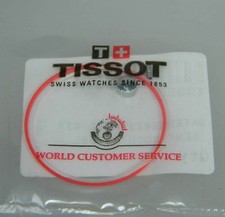 T+
TISSOT
SWISS WATCHES SINCE 1853
WORLD CUSTOMER SERVICE